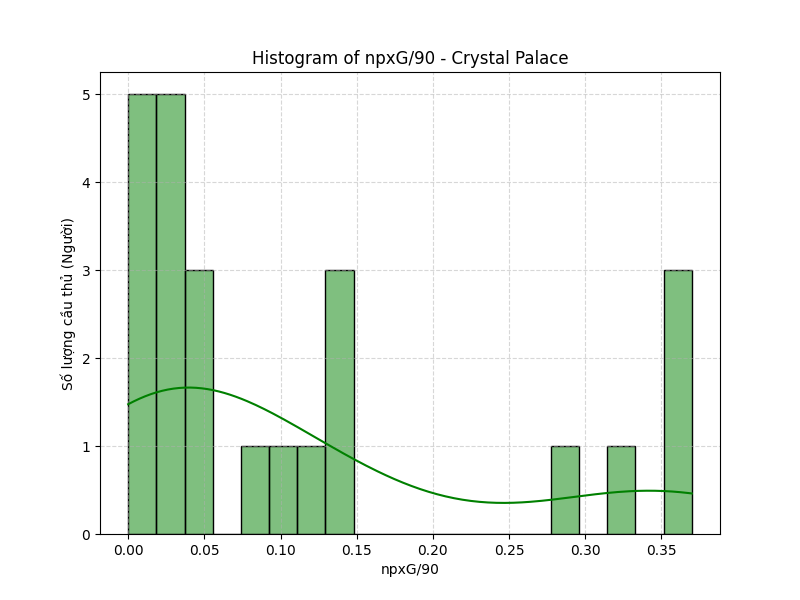 Histogram of npxG/90 - Crystal Palace
5
4
3
2
1
0
Số lượng cầu thủ (Người)
0.00 0.05 0.10 0.15 0.20 0.25 0.30 0.35
npxG/90